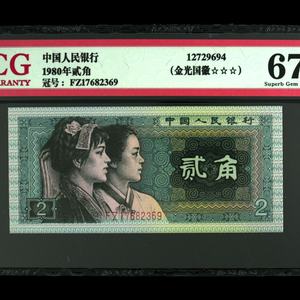 CG
WARRANTY
中国人民银行
1980年贰角
冠号：FZ17682369
12729694
(金光国徽☆☆☆)
67
Superb Gem
中国人民银行
贰角
2
FZ17682369
2